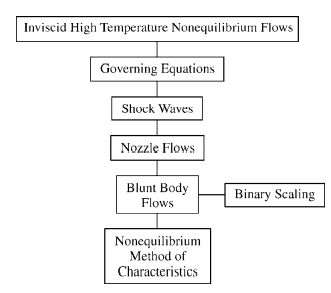 Inviscid High Temperature Nonequilibrium Flows
Governing Equations
Shock Waves
Nozzle Flows
Blunt Body
Flows
Binary Scaling
Nonequilibrium
Method of
Characteristics